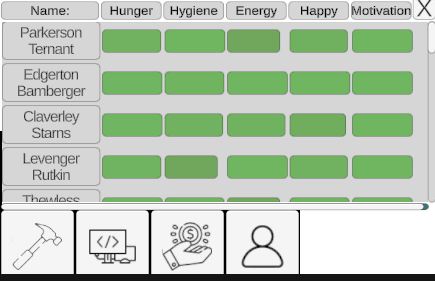 Name: Hunger Hygiene Energy Happy Motivation X
Parkerson
Ternant
Edgerton
Bamberger
Claverley
Starns
Levenger
Rutkin
Thewless